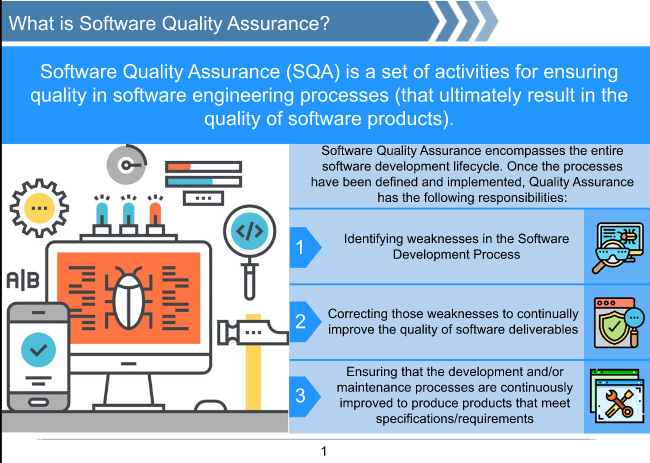 What is Software Quality Assurance?
Software Quality Assurance (SQA) is a set of activities for ensuring
quality in software engineering processes (that ultimately result in the
quality of software products).
Software Quality Assurance encompasses the entire
software development lifecycle. Once the processes
have been defined and implemented, Quality Assurance
has the following responsibilities:
A|B
</>
1
Identifying weaknesses in the Software
Development Process
2
Correcting those weaknesses to continually
improve the quality of software deliverables
3
Ensuring that the development and/or
maintenance processes are continuously
improved to produce products that meet
specifications/requirements
1